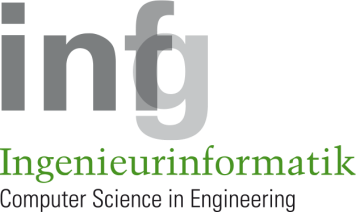 infg
Ingenieurinformatik
Computer Science in Engineering